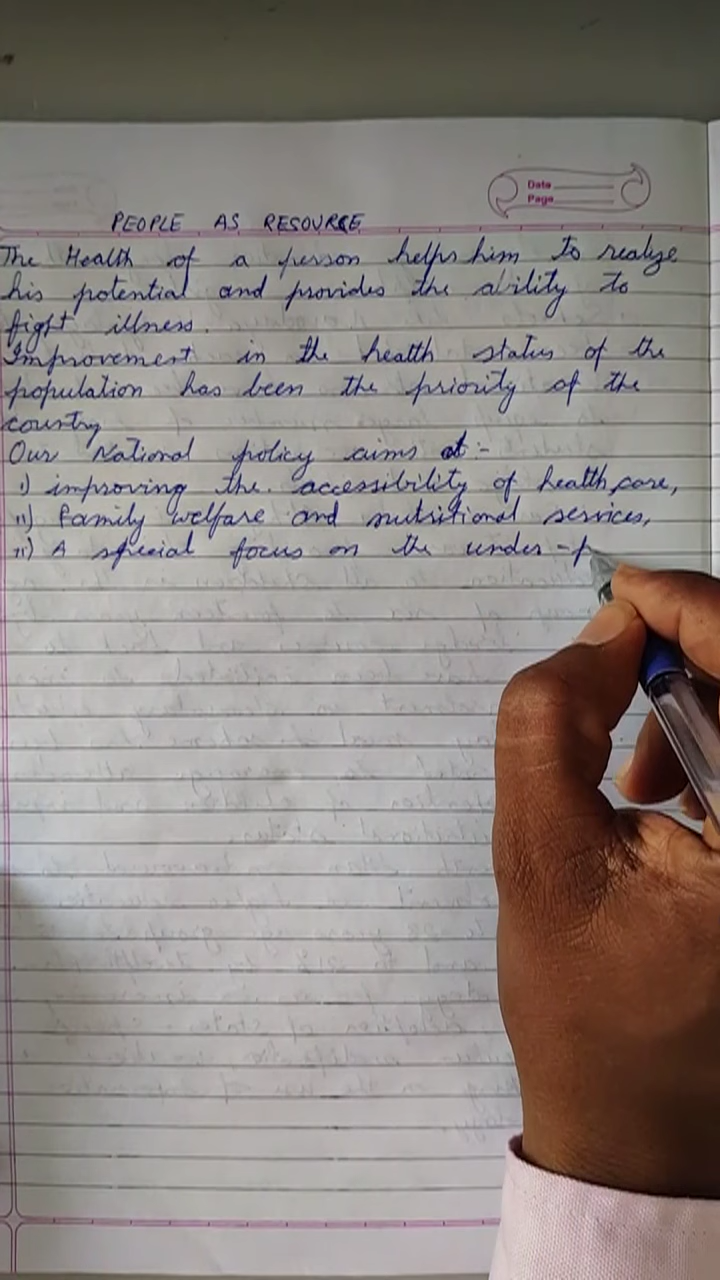 Date
Page
PEOPLE AS RESOURCE
The Health of a person helps him to realize
his potential and provides the ability to
fight illness.
Improvement in the health status of the
population has been the priority of the
country
Our National policy aims at :-
i) improving the accessibility of healthcare,
ii) family welfare and nutritional services,
ii) A special focus on the under-p